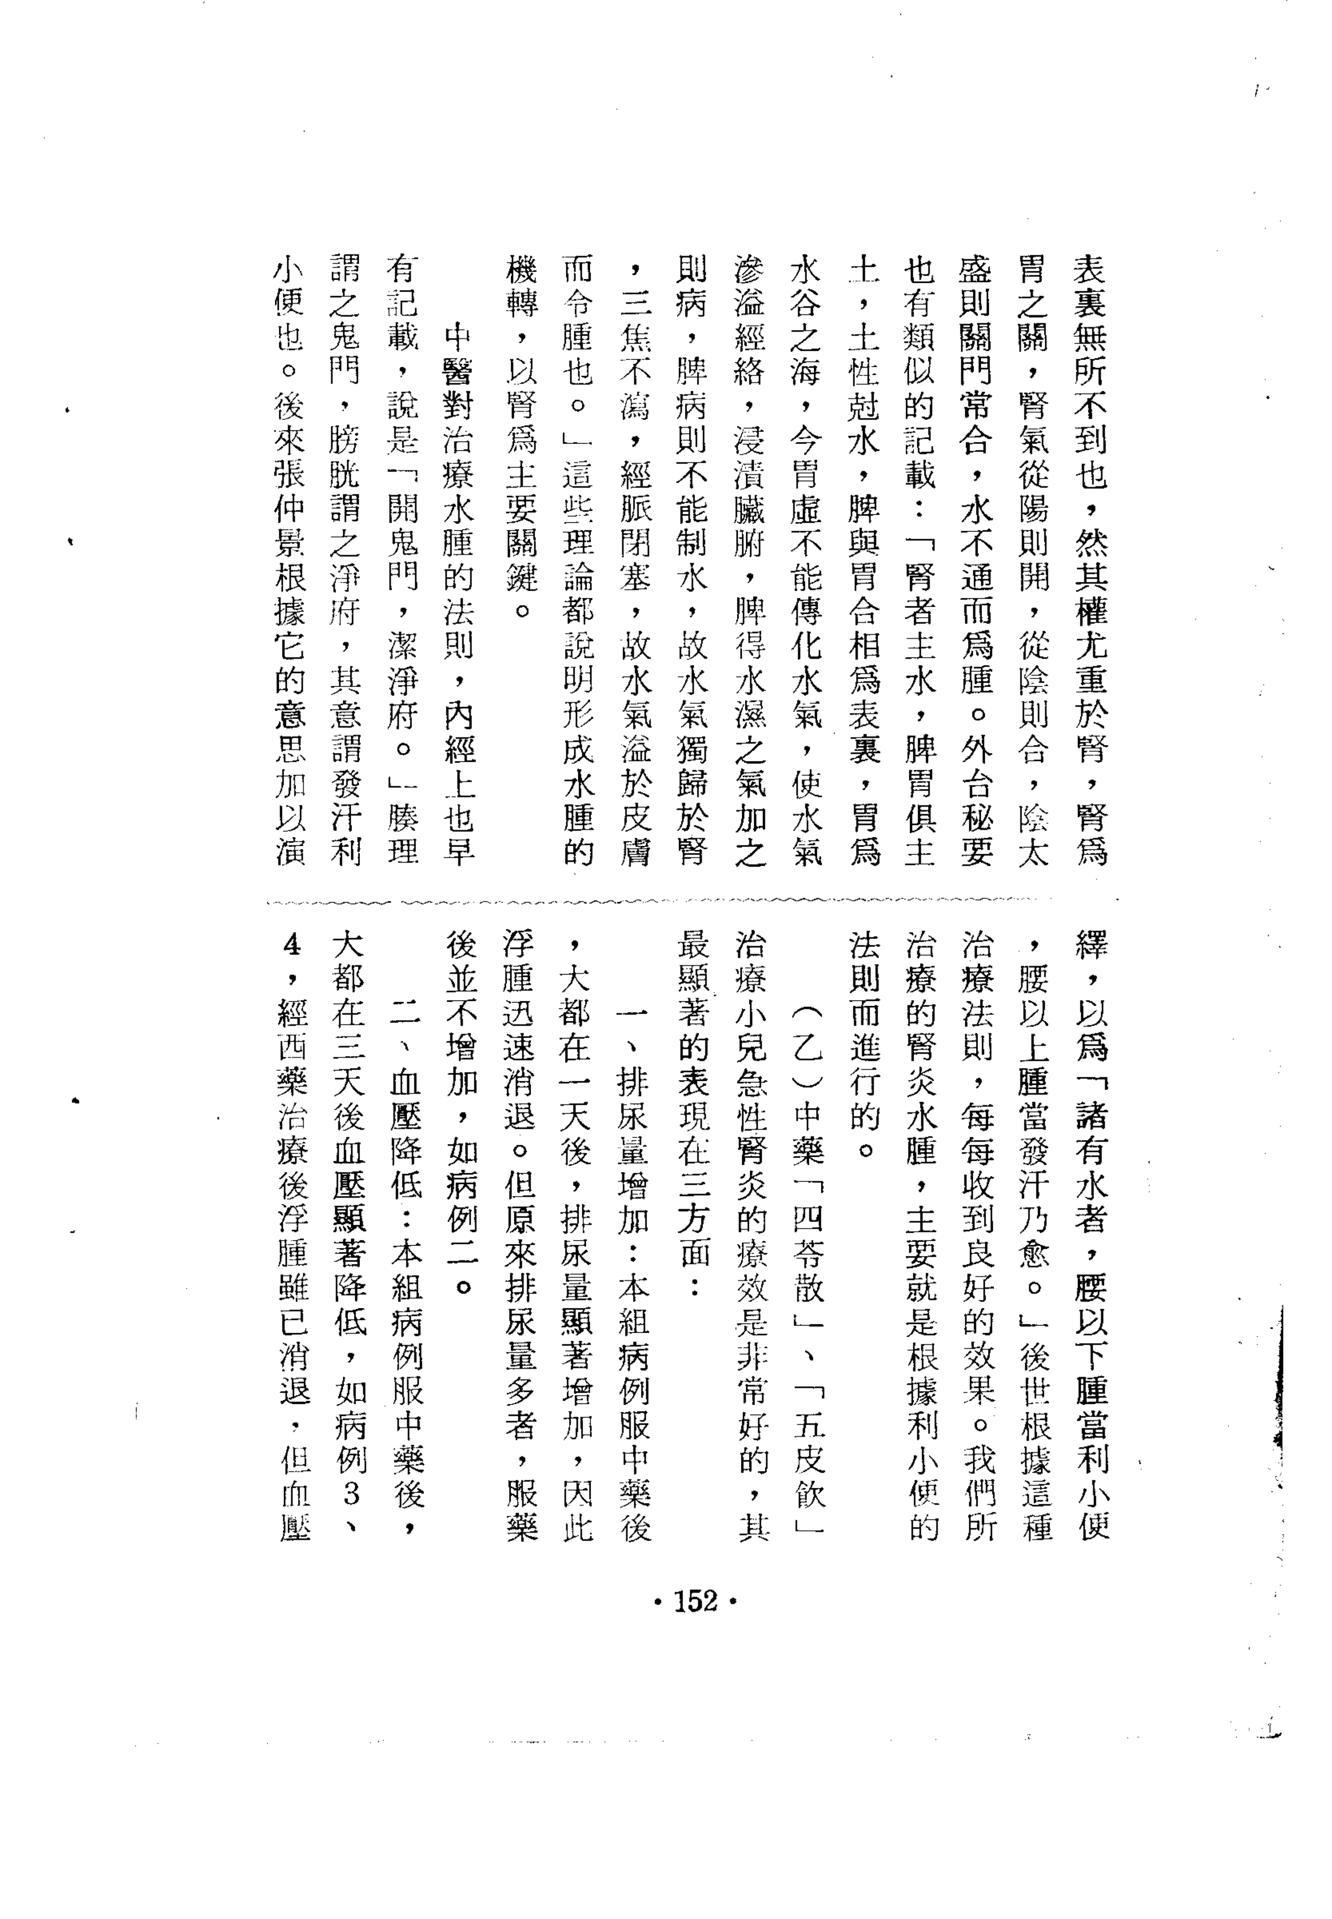 表裏無所不到也，然其權尤重於腎，腎爲
胃之關，腎氣從陽則開，從陰則合，陰太
盛則關門常合，水不通而爲腫。外台秘要
也有類似的記載：「腎者主水，脾胃俱主
土，土性尅水，脾與胃合相爲表裏，胃爲
水谷之海，今胃虛不能傳化水氣，使水氣
滲溢經絡，浸漬臟腑，脾得水濕之氣加之
則病，脾病則不能制水，故水氣獨歸於腎
，三焦不瀉，經脈閉塞，故水氣溢於皮膚
而令腫也。」這些理論都說明形成水腫的
機轉，以腎爲主要關鍵。
中醫對治療水腫的法則，內經上也早
有記載，說是「開鬼門，潔淨府。」腠理
謂之鬼門，膀胱謂之淨府，其意謂發汗利
小便也。後來張仲景根據它的意思加以演
繹，以爲「諸有水者，腰以下腫當利小便
，腰以上腫當發汗乃愈。」後世根據這種
治療法則，每每收到良好的效果。我們所
治療的腎炎水腫，主要就是根據利小便的
法則而進行的。
（乙）中藥「四苓散」、「五皮飲」
治療小兒急性腎炎的療效是非常好的，其
最顯著的表現在三方面：
一、排尿量增加：本組病例服中藥後
，大都在一天後，排尿量顯著增加，因此
浮腫迅速消退。但原來排尿量多者，服藥
後並不增加，如病例二。
二、血壓降低：本組病例服中藥後，
大都在三天後血壓顯著降低，如病例3、
4，經西藥治療後浮腫雖已消退，但血壓
·152·